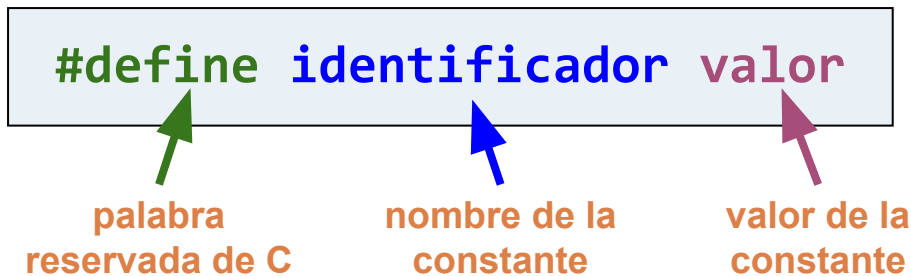 #define identificador valor
palabra
reservada de C
nombre de la
constante
valor de la
constante